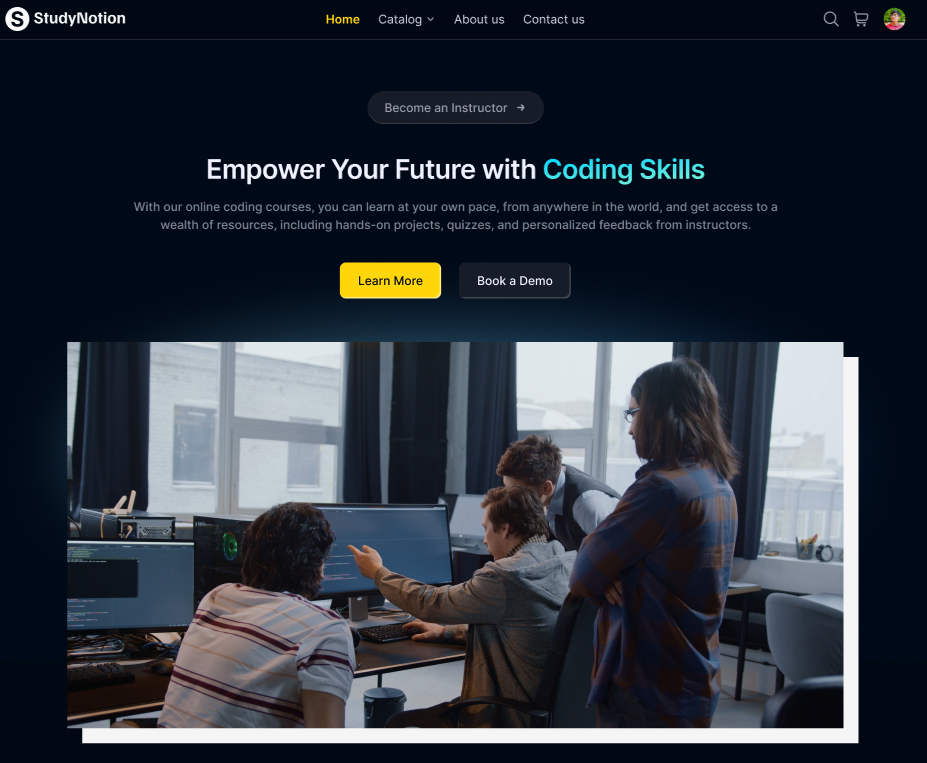 StudyNotion
Home Catalog About us Contact us
Become an Instructor
Empower Your Future with Coding Skills
With our online coding courses, you can learn at your own pace, from anywhere in the world, and get access to a
wealth of resources, including hands-on projects, quizzes, and personalized feedback from instructors.
Learn More Book a Demo